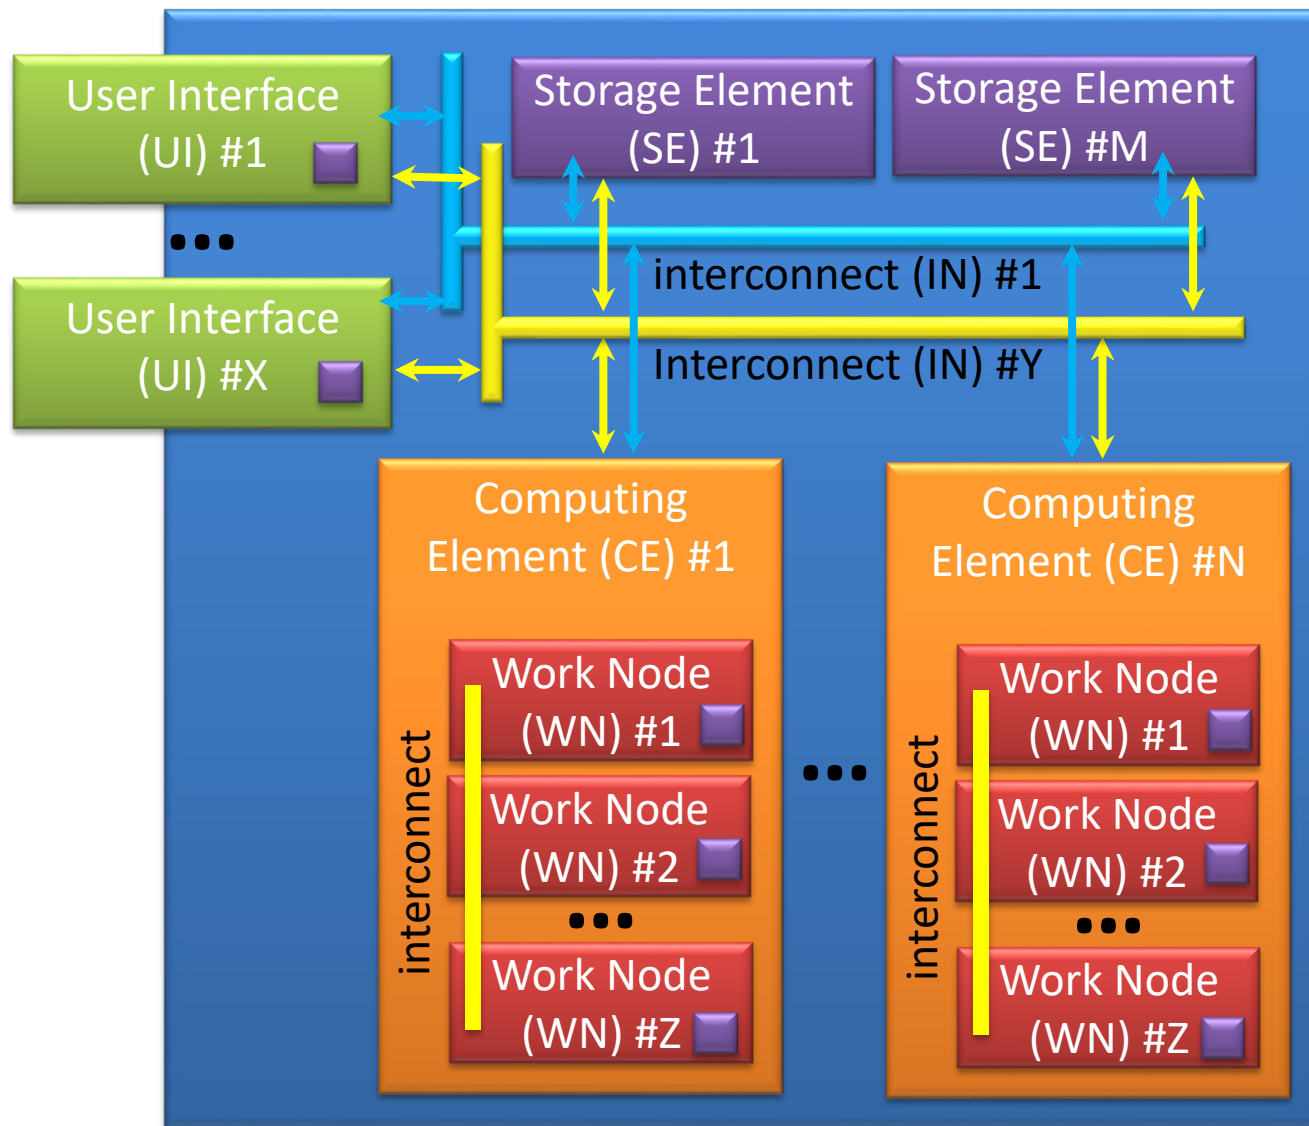 User Interface
(UI) #1
...
User Interface
(UI) #X
Storage Element
(SE) #1
Storage Element
(SE) #M
interconnect (IN) #1
Interconnect (IN) #Y
Computing
Element (CE) #1
interconnect
Work Node
(WN) #1
Work Node
(WN) #2
...
Work Node
(WN) #Z
...
Computing
Element (CE) #N
interconnect
Work Node
(WN) #1
Work Node
(WN) #2
...
Work Node
(WN) #Z